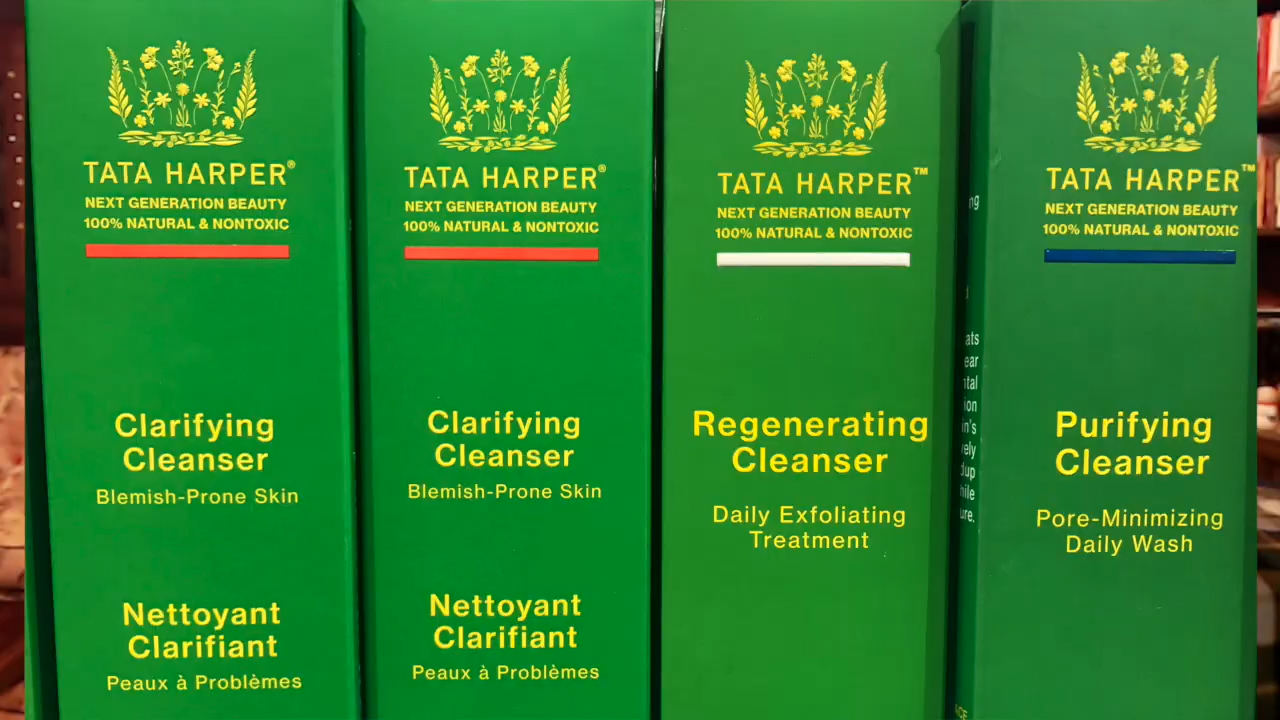 TATA HARPER®
NEXT GENERATION BEAUTY
100% NATURAL & NONTOXIC
Clarifying
Cleanser
Blemish-Prone Skin
Nettoyant
Clarifiant
Peaux à Problèmes
TATA HARPER®
NEXT GENERATION BEAUTY
100% NATURAL & NONTOXIC
Clarifying
Cleanser
Blemish-Prone Skin
Nettoyant
Clarifiant
Peaux à Problèmes
TATA HARPER™
NEXT GENERATION BEAUTY
100% NATURAL & NONTOXIC
Regenerating
Cleanser
Daily Exfoliating
Treatment
TATA HARPER™
NEXT GENERATION BEAUTY
100% NATURAL & NONTOXIC
Purifying
Cleanser
Pore-Minimizing
Daily Wash